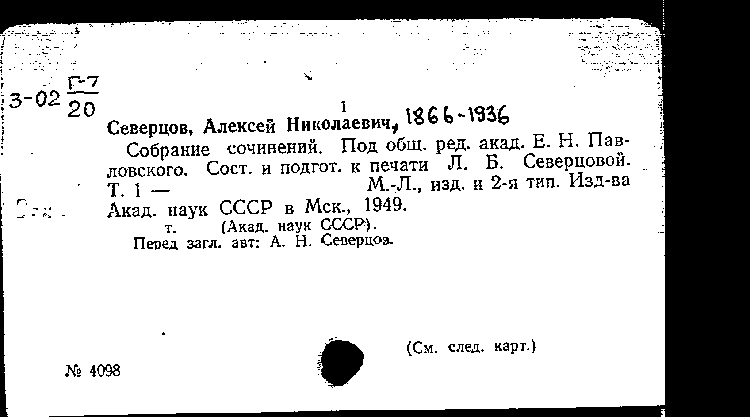 Г-7
3-02
20
1
Северцов, Алексей Николаевич, 1866-1936
Собрание сочинений. Под общ. ред. акад. Е. Н. Пав-
ловского. Сост. и подгот. к печати Л. Б. Северцовой.
Т. 1 — М.-Л., изд. и 2-я тип. Изд-ва
Акад. наук СССР в Мск., 1949.
т. (Акад. наук СССР).
Перед загл. авт: А. Н. Северцов.
(См. след. карт.)
№ 4098